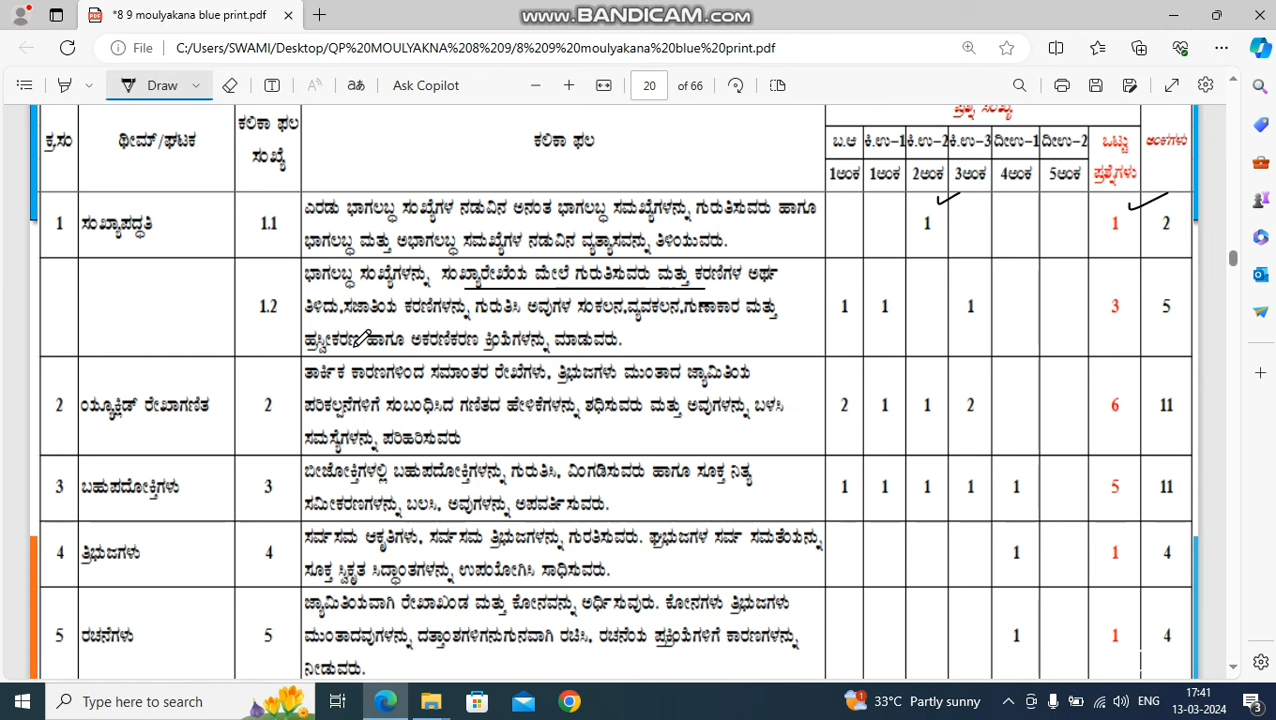 www.BANDICAM.com
*8 9 moulyakana blue print.pdf
File
C:/Users/SWAMI/Desktop/QP%20MOULYAKNA%208%209/8%209%20moulyakana%20blue%20print.pdf
Draw
Ask Copilot
20 of 66
ಪ್ರಶ್ನೆ ಸಂಖ್ಯೆ
ಕ್ರ.ಸಂ ಥೀಮ್/ಘಟಕ ಕಲಿಕಾ ಫಲ ಸಂಖ್ಯೆ ಕಲಿಕಾ ಫಲ ಬ.ಆ ಕಿ.ಉ-1 ಕಿ.ಉ-2 ಕಿ.ಉ-3 ದೀಉ-1 ದೀಉ-2 ಒಟ್ಟು ಪ್ರಶ್ನೆಗಳು ಅಂಕಗಳು
1ಅಂಕ 1ಅಂಕ 2ಅಂಕ 3ಅಂಕ 4ಅಂಕ 5ಅಂಕ
1 ಸಂಖ್ಯಾಪದ್ಧತಿ 1.1 ಎರಡು ಭಾಗಲಬ್ಧ ಸಂಖ್ಯೆಗಳ ನಡುವಿನ ಅನಂತ ಭಾಗಲಬ್ಧ ಸಮಖ್ಯೆಗಳನ್ನು ಗುರುತಿಸುವರು ಹಾಗೂ
ಭಾಗಲಬ್ಧ ಮತ್ತು ಅಭಾಗಲಬ್ಧ ಸಮಖ್ಯೆಗಳ ನಡುವಿನ ವ್ಯತ್ಯಾಸವನ್ನು ತಿಳಿಯುವರು. 1 1 2
1.2 ಭಾಗಲಬ್ಧ ಸಂಖ್ಯೆಗಳನ್ನು ಸಂಖ್ಯಾರೇಖೆಯ ಮೇಲೆ ಗುರುತಿಸುವರು ಮತ್ತು ಕರಣಿಗಳ ಅರ್ಥ
ತಿಳಿದು,ಸಜಾತಿಯ ಕರಣಿಗಳನ್ನು ಗುರುತಿಸಿ ಅವುಗಳ ಸಂಕಲನ,ವ್ಯವಕಲನ,ಗುಣಾಕಾರ ಮತ್ತು 1 1 1 3 5
ಹ್ರಸ್ವೀಕರಣ ಹಾಗೂ ಅಕರಣಿಕರಣ ಕ್ರಿಯೆಗಳನ್ನು ಮಾಡುವರು.
ತಾರ್ಕಿಕ ಕಾರಣಗಳಿಂದ ಸಮಾಂತರ ರೇಖೆಗಳು, ತ್ರಿಭುಜಗಳು ಮುಂತಾದ ಜ್ಯಾಮಿತಿಯ
2 ಯ್ಯೂಕ್ಲಿಡ್ ರೇಖಾಗಣಿತ 2 ಪರಿಕಲ್ಪನೆಗಳಿಗೆ ಸಂಬಂಧಿಸಿದ ಗಣಿತದ ಹೇಳಿಕೆಗಳನ್ನು ಶಧಿಸುವರು ಮತ್ತು ಅವುಗಳನ್ನು ಬಳಸಿ 2 1 1 2 6 11
ಸಮಸ್ಯೆಗಳನ್ನು ಪರಿಹರಿಸುವರು
3 ಬಹುಪದೋಕ್ತಿಗಳು 3 ಬೀಜೋಕ್ತಿಗಳಲ್ಲಿ ಬಹುಪದೋಕ್ತಿಗಳನ್ನು ಗುರುತಿಸಿ, ವಿಂಗಡಿಸುವರು ಹಾಗೂ ಸೂಕ್ತ ನಿತ್ಯ
ಸಮೀಕರಣಗಳನ್ನು ಬಲಸಿ, ಅವುಗಳನ್ನು ಅಪವರ್ತಿಸುವರು. 1 1 1 1 1 5 11
4 ತ್ರಿಭುಜಗಳು 4 ಸರ್ವಸಮ ಆಕೃತಿಗಳು, ಸರ್ವಸಮ ತ್ರಿಭುಜಗಳನ್ನು ಗುರತಿಸುವರು. ಘ್ರಭುಜಗಳ ಸರ್ವ ಸಮತೆಯನ್ನು
ಸೂಕ್ತ ಸ್ವಿಕೃತ ಸಿದ್ಧಾಂತಗಳನ್ನು ಉಪಯೋಗಿಸಿ ಸಾಧಿಸುವರು. 1 1 4
ಜ್ಯಾಮಿತಿಯವಾಗಿ ರೇಖಾಖಂಡ ಮತ್ತು ಕೋನವನ್ನು ಅರ್ಧಿಸುವುರು. ಕೋನಗಳು ತ್ರಿಭುಜಗಳು
5 ರಚನೆಗಳು 5 ಮುಂತಾದವುಗಳನ್ನು ದತ್ತಾಂಶಗಳಿಗನುಗುನವಾಗಿ ರಚಿಸಿ, ರಚನೆಯ ಪ್ರಕ್ರಿಯೆಗಳಿಗೆ ಕಾರಣಗಳನ್ನು 1 1 4
ನೀಡುವರು.
Type here to search
33°C Partly sunny
ENG
17:41
13-03-2024